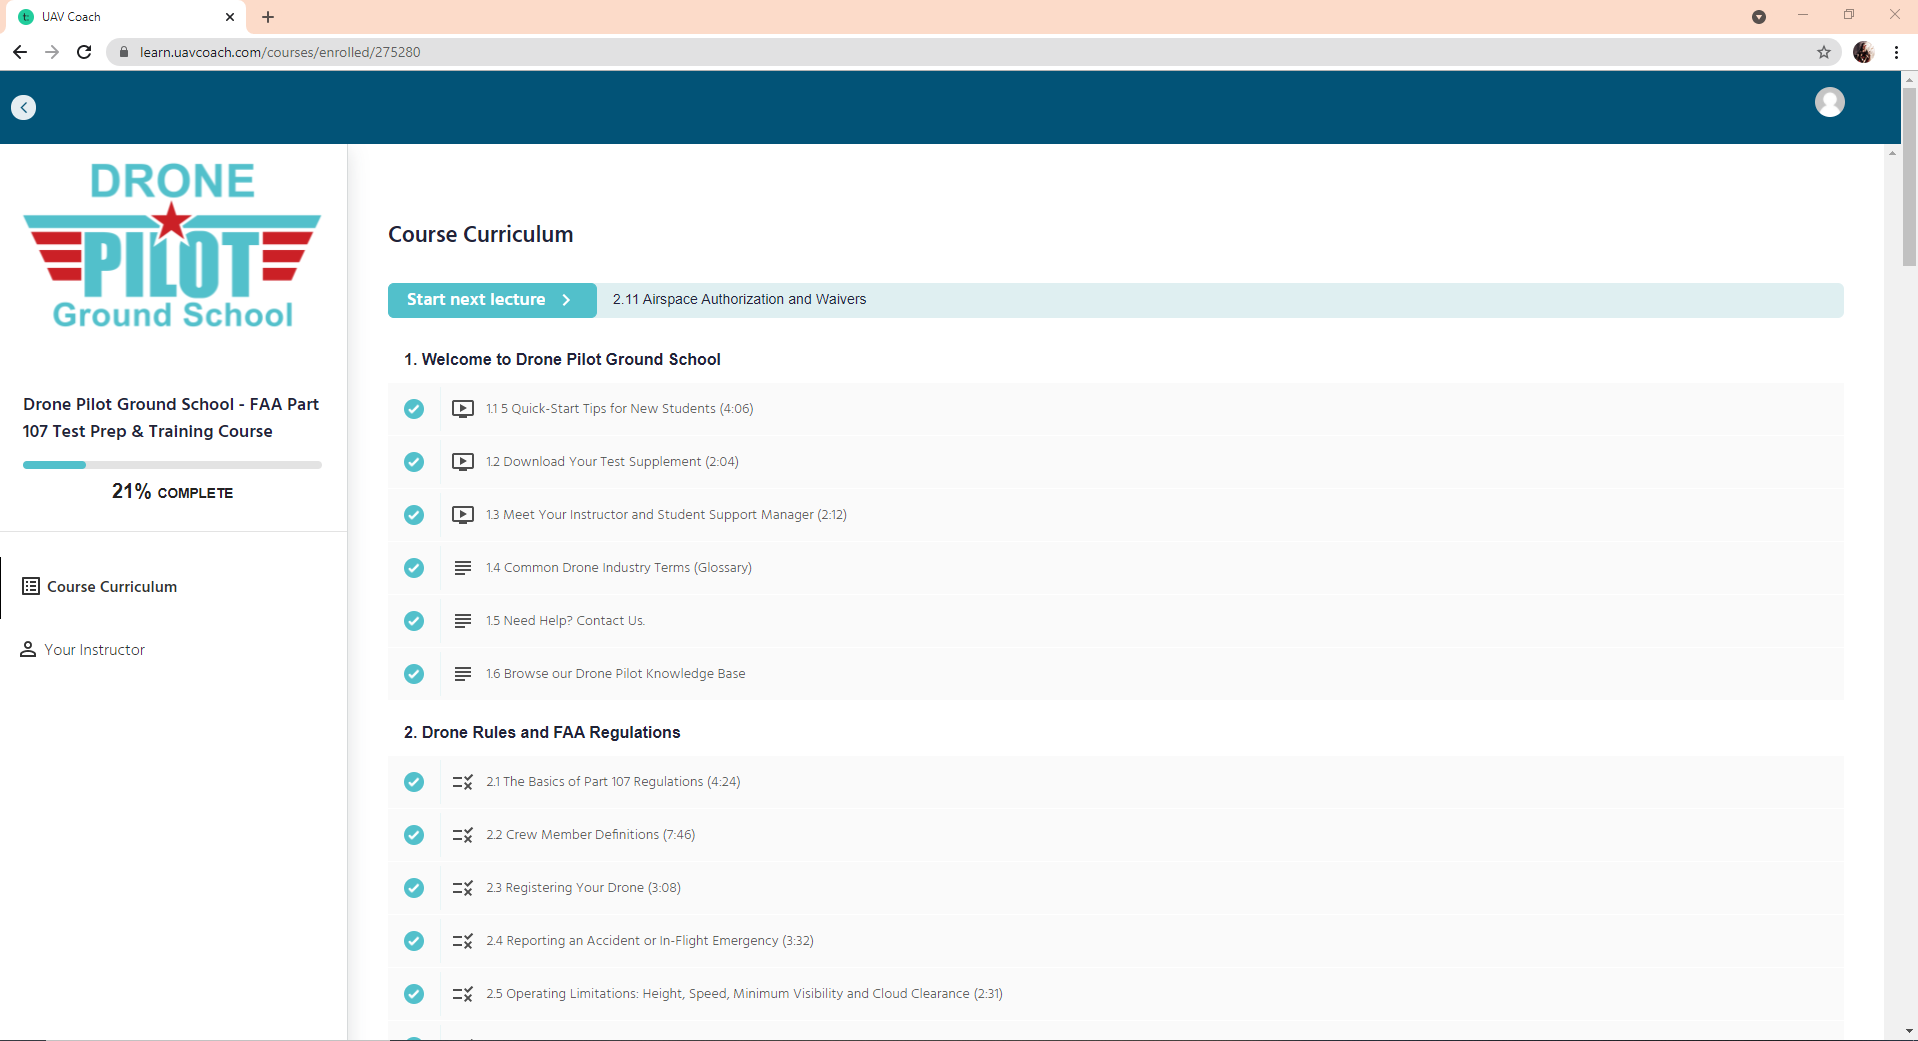 UAV Coach
learn.uavcoach.com/courses/enrolled/275280
DRONE
PILOT
Ground School
Drone Pilot Ground School - FAA Part
107 Test Prep & Training Course
21% COMPLETE
Course Curriculum
Your Instructor
Course Curriculum
Start next lecture
2.11 Airspace Authorization and Waivers
1. Welcome to Drone Pilot Ground School
1.1 5 Quick-Start Tips for New Students (4:06)
1.2 Download Your Test Supplement (2:04)
1.3 Meet Your Instructor and Student Support Manager (2:12)
1.4 Common Drone Industry Terms (Glossary)
1.5 Need Help? Contact Us.
1.6 Browse our Drone Pilot Knowledge Base
2. Drone Rules and FAA Regulations
2.1 The Basics of Part 107 Regulations (4:24)
2.2 Crew Member Definitions (7:46)
2.3 Registering Your Drone (3:08)
2.4 Reporting an Accident or In-Flight Emergency (3:32)
2.5 Operating Limitations: Height, Speed, Minimum Visibility and Cloud Clearance (2:31)